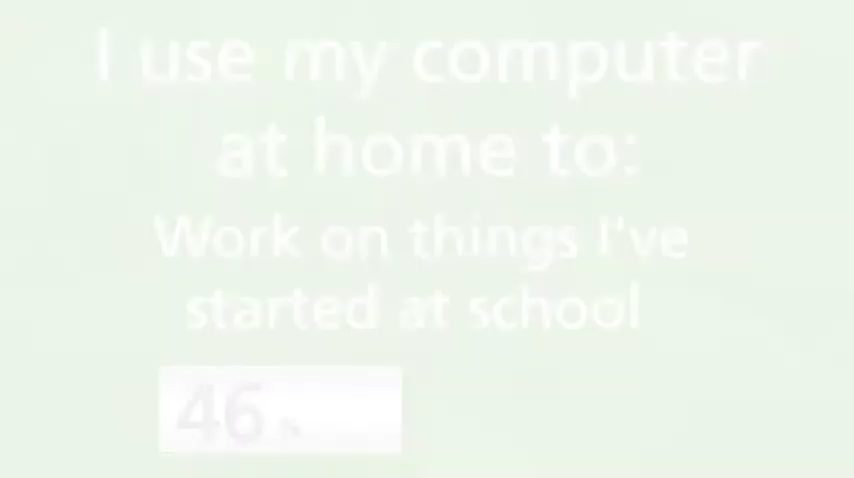 I use my computer
at home to:
Work on things I've
started at school
46 %